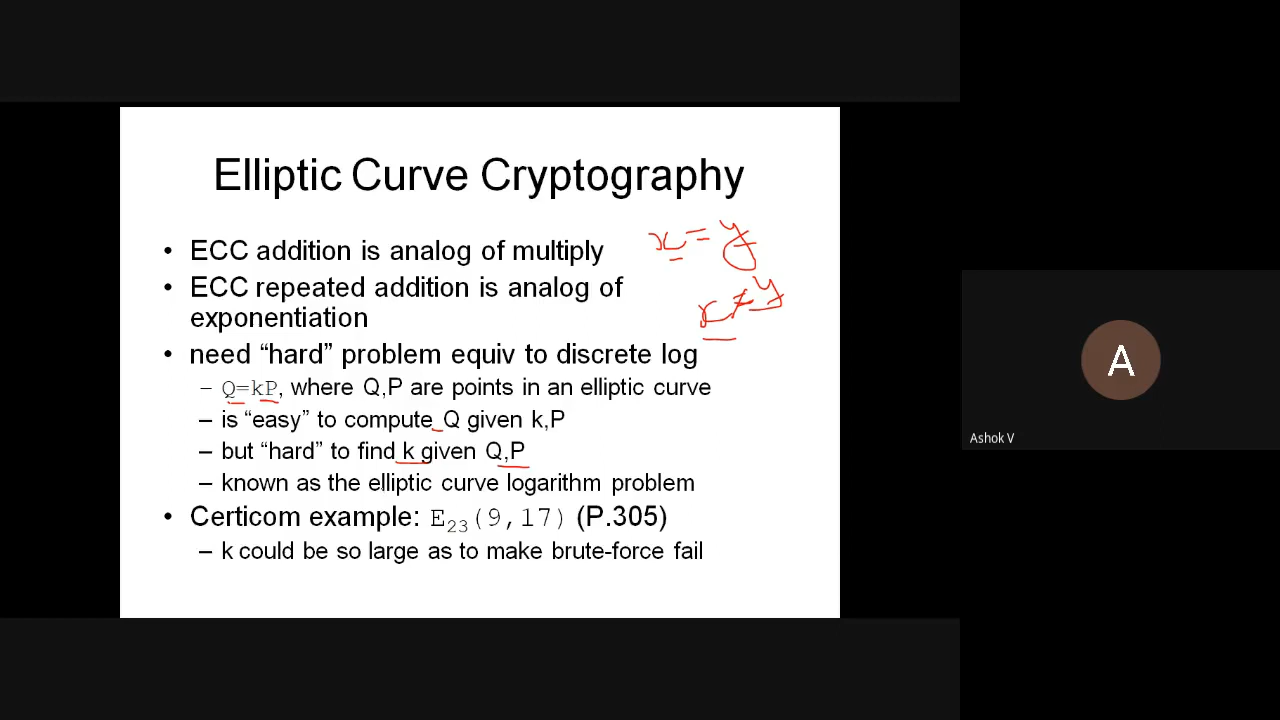 Elliptic Curve Cryptography
• ECC addition is analog of multiply
x = y
• ECC repeated addition is analog of
exponentiation
x ≠ y
• need “hard” problem equiv to discrete log
– Q=kP, where Q,P are points in an elliptic curve
– is “easy” to compute Q given k,P
– but “hard” to find k given Q,P
– known as the elliptic curve logarithm problem
• Certicom example: E₂₃(9,17) (P.305)
– k could be so large as to make brute-force fail
A
Ashok V